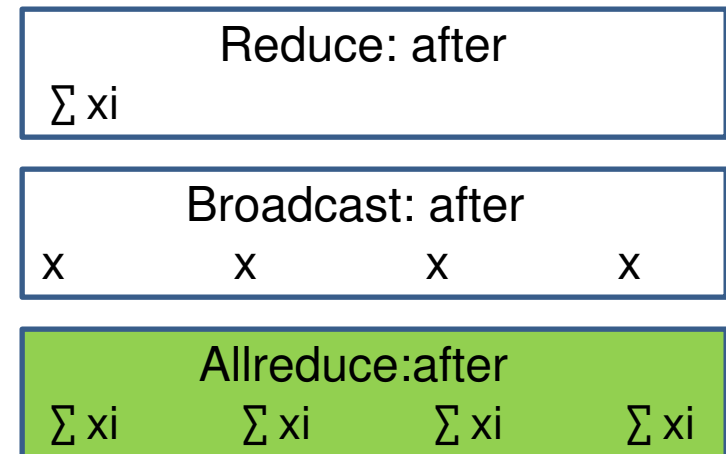 Reduce: after
∑ xi
Broadcast: after
x x x x
Allreduce:after
∑ xi ∑ xi ∑ xi ∑ xi